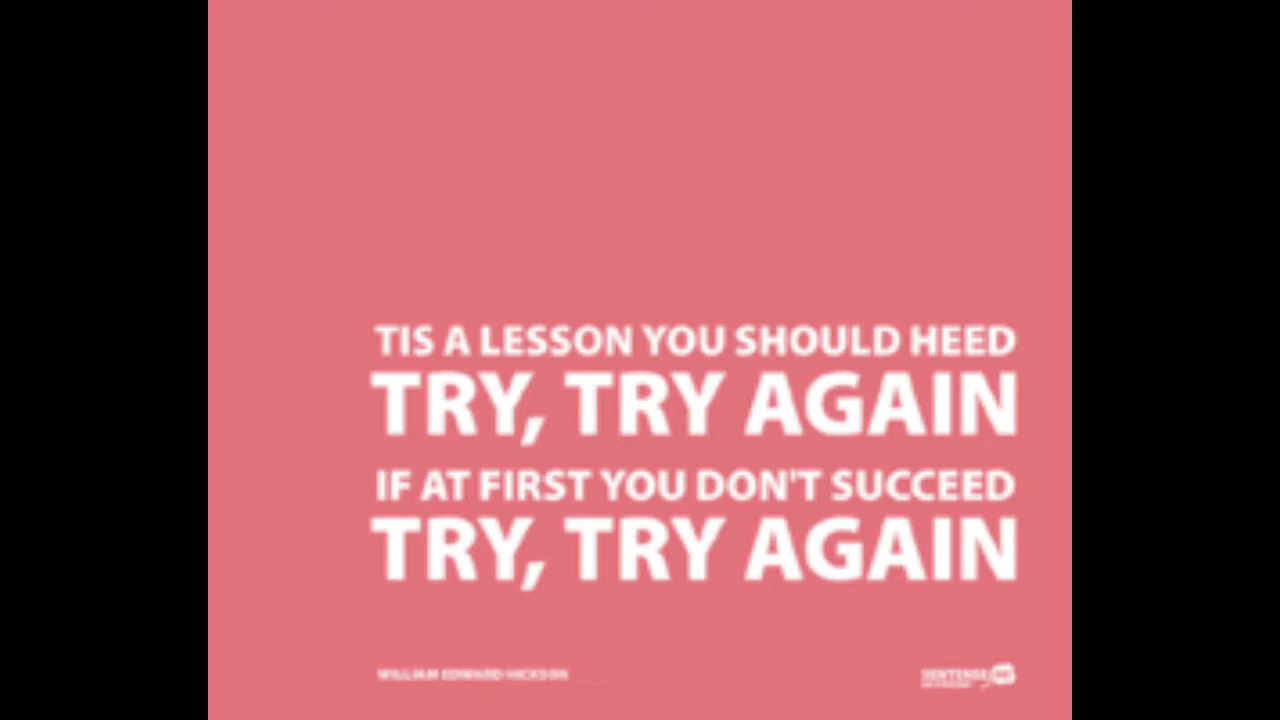 TIS A LESSON YOU SHOULD HEED
TRY, TRY AGAIN
IF AT FIRST YOU DON'T SUCCEED
TRY, TRY AGAIN
WILLIAM EDWARD HICKSON
SENTENSE